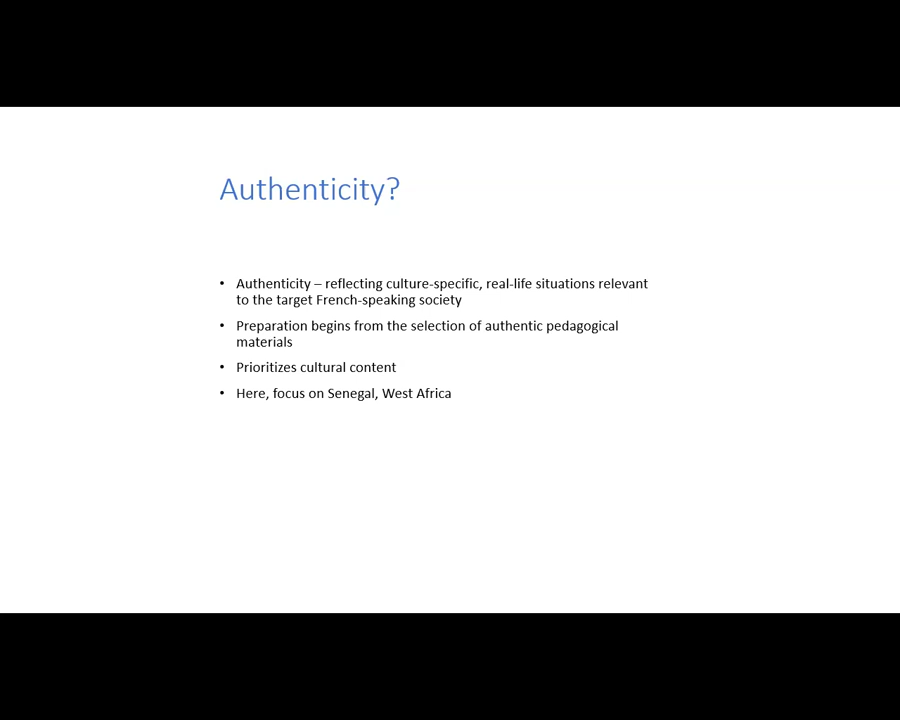 Authenticity?
• Authenticity – reflecting culture-specific, real-life situations relevant
to the target French-speaking society
• Preparation begins from the selection of authentic pedagogical
materials
• Prioritizes cultural content
• Here, focus on Senegal, West Africa